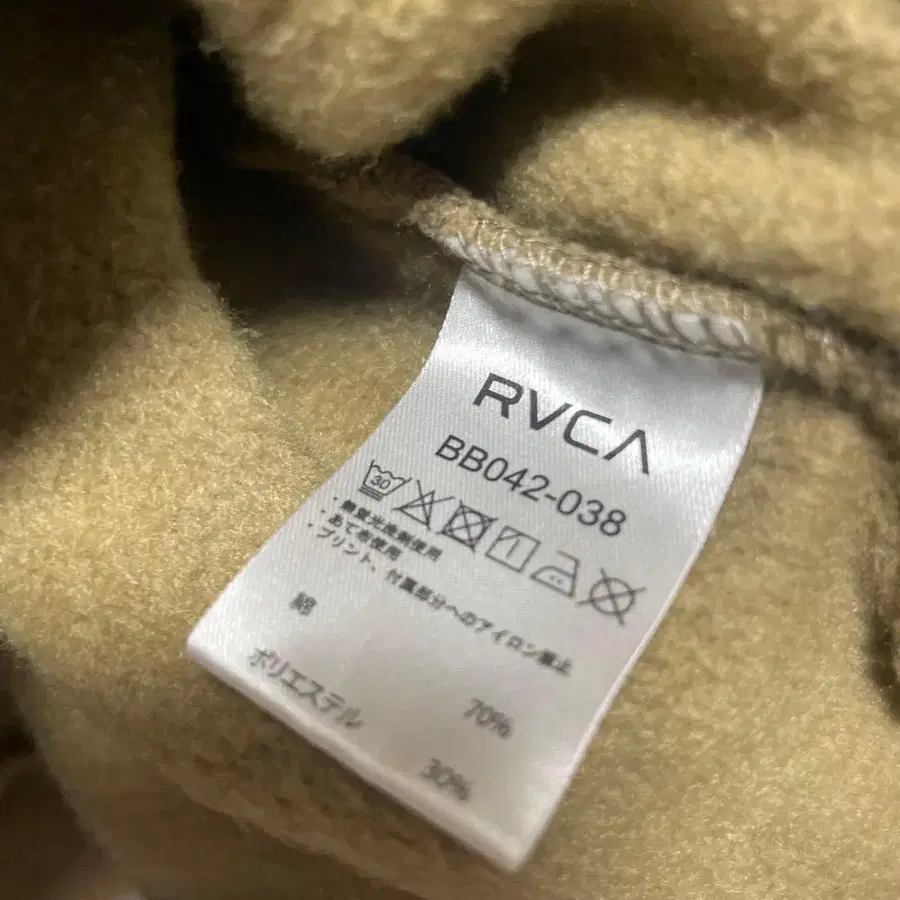 RVCA
BB042-038
30
・無蛍光洗剤使用
・あて布使用
・プリント、付属部分へのアイロン禁止
綿 70%
ポリエステル 30%